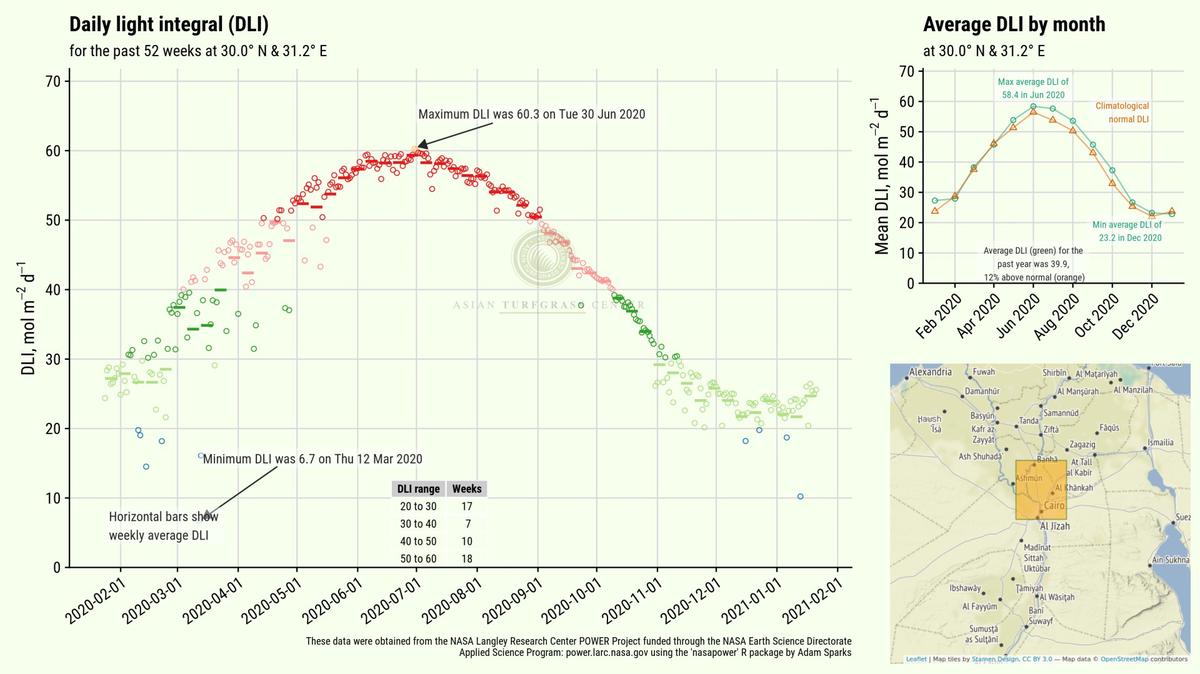 Daily light integral (DLI)
for the past 52 weeks at 30.0° N & 31.2° E
DLI, mol m−2 d−1
70
60
50
40
30
20
10
0
Maximum DLI was 60.3 on Tue 30 Jun 2020
ASIAN TURFGRASS CENTER
Minimum DLI was 6.7 on Thu 12 Mar 2020
Horizontal bars show
weekly average DLI
DLI range Weeks
20 to 30 17
30 to 40 7
40 to 50 10
50 to 60 18
2020-02-01
2020-03-01
2020-04-01
2020-05-01
2020-06-01
2020-07-01
2020-08-01
2020-09-01
2020-10-01
2020-11-01
2020-12-01
2021-01-01
2021-02-01
These data were obtained from the NASA Langley Research Center POWER Project funded through the NASA Earth Science Directorate
Applied Science Program: power.larc.nasa.gov using the 'nasapower' R package by Adam Sparks
Average DLI by month
at 30.0° N & 31.2° E
Mean DLI, mol m−2 d−1
70
60
50
40
30
20
10
0
Max average DLI of
58.4 in Jun 2020
Climatological
normal DLI
Min average DLI of
23.2 in Dec 2020
Average DLI (green) for the
past year was 39.9,
12% above normal (orange)
Feb 2020
Apr 2020
Jun 2020
Aug 2020
Oct 2020
Dec 2020
Alexandria
Fuwah
Shirbīn
Al Maṭarīyah
Damanhūr
Al Manṣūrah
Al Manzilah
Ḥawsh
Īsá
Basyūn
Samannūd
Kafr az
Zayyāt
Ṭanda
Ziftá
Fāqūs
Zagazig
Ismailia
Ash Shuhadā
Banhā
At Tall
al Kabīr
Ashmūn
Al Khānkah
Cairo
Al Jīzah
Suez
Madīnat
Sittah
Uktūbar
Ain Sukhna
Ibshawāy
Ṭāmiyah
Al Wāsiṭah
Al Fayyūm
Banī
Suwayf
Sumusṭā
as Sulṭānī
Leaflet | Map tiles by Stamen Design, CC BY 3.0 — Map data © OpenStreetMap contributors